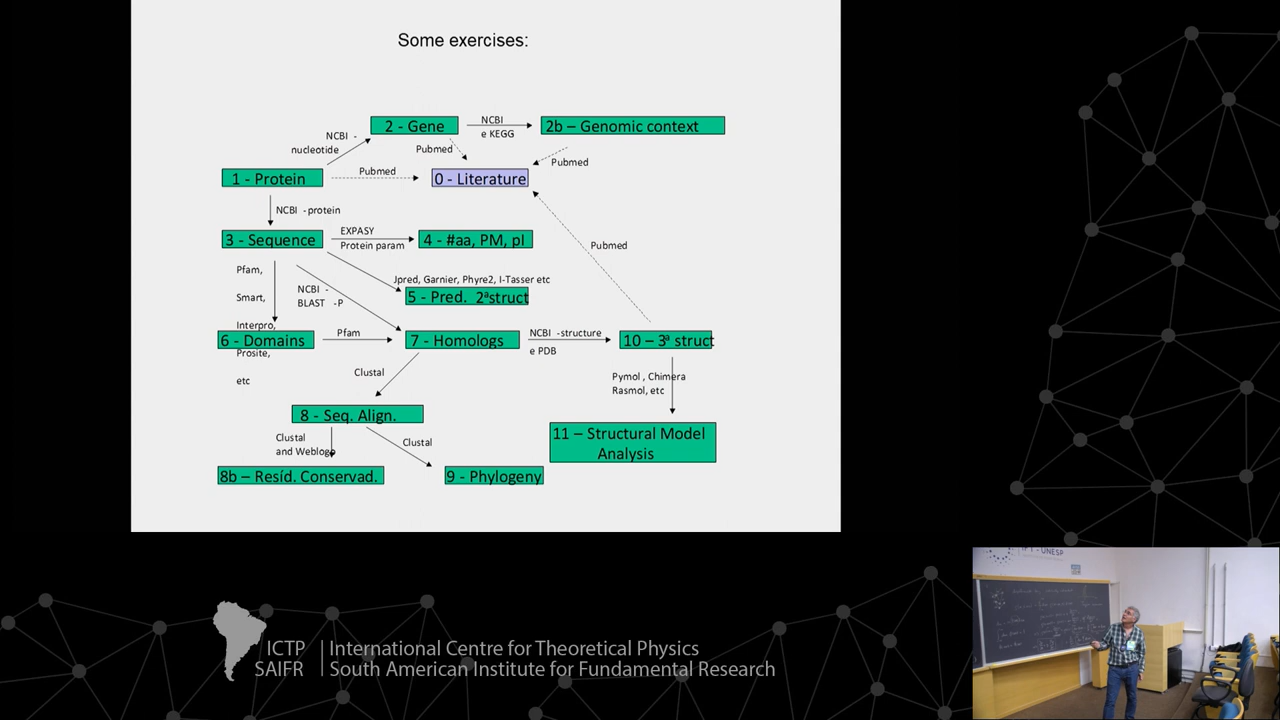 Some exercises:
2 - Gene
NCBI
e KEGG
2b – Genomic context
NCBI -
nucleotide
Pubmed
Pubmed
1 - Protein
Pubmed
0 - Literature
NCBI - protein
3 - Sequence
EXPASY
Protein param
4 - #aa, PM, pI
Pubmed
Pfam,
Smart,
Interpro,
Prosite,
etc
NCBI -
BLAST - P
Jpred, Garnier, Phyre2, I-Tasser etc
5 - Pred. 2ªstruct
6 - Domains
Pfam
7 - Homologs
NCBI - structure
e PDB
10 – 3ª struct
Clustal
Pymol , Chimera
Rasmol, etc
8 - Seq. Align.
11 – Structural Model
Analysis
Clustal
and Weblogo
Clustal
8b – Resíd. Conservad.
9 - Phylogeny
IFT - UNESP
ICTP
SAIFR
International Centre for Theoretical Physics
South American Institute for Fundamental Research